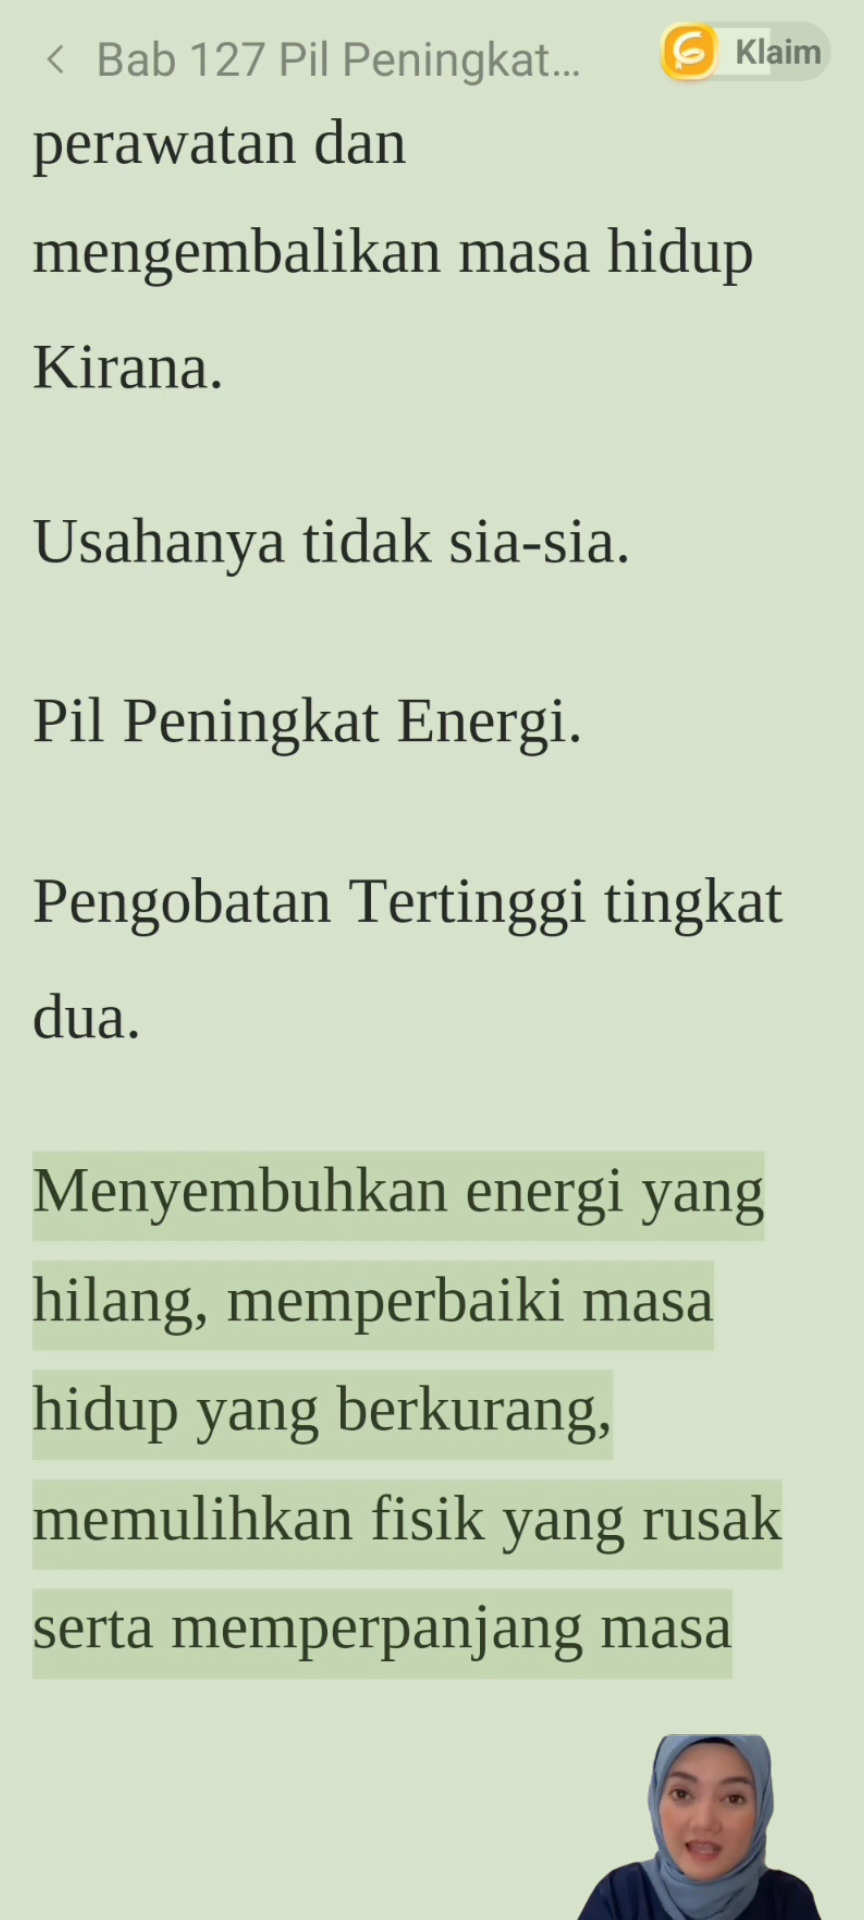 Bab 127 Pil Peningkat...
Klaim
perawatan dan
mengembalikan masa hidup
Kirana.
Usahanya tidak sia-sia.
Pil Peningkat Energi.
Pengobatan Tertinggi tingkat
dua.
Menyembuhkan energi yang
hilang, memperbaiki masa
hidup yang berkurang,
memulihkan fisik yang rusak
serta memperpanjang masa